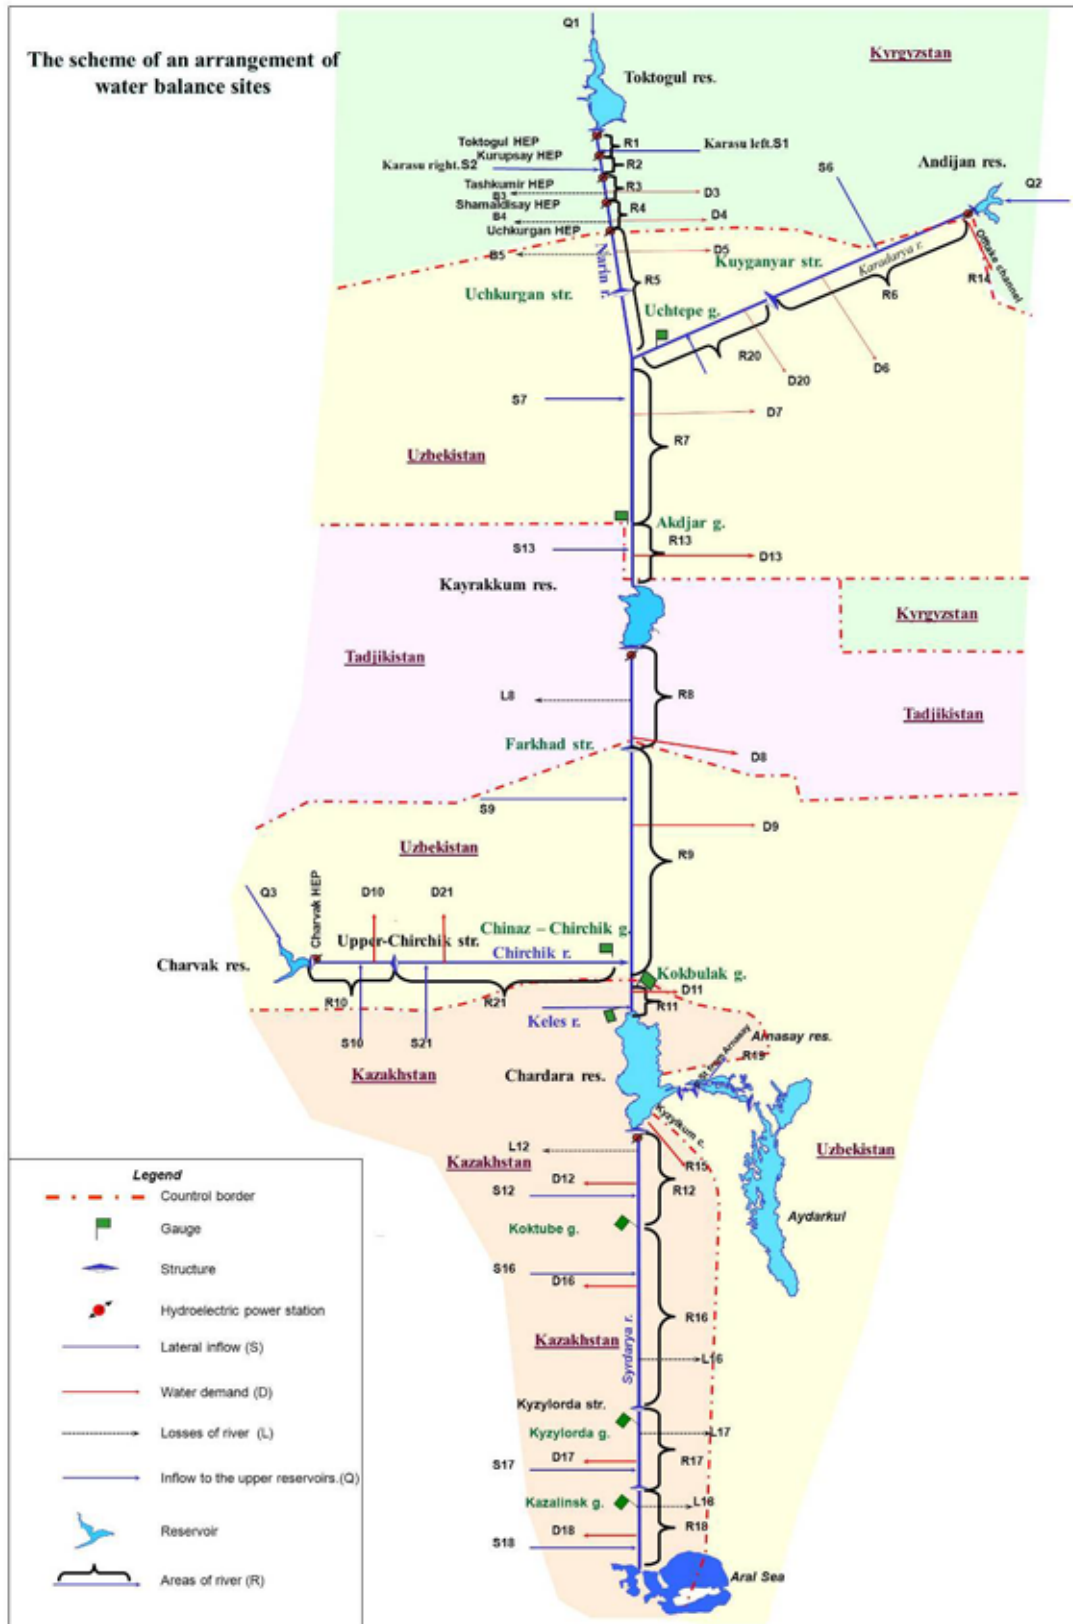 Q1
The scheme of an arrangement of
water balance sites
Kyrgyzstan
Toktogul res.
Toktogul HEP
R1
Karasu left.S1
Kurupsay HEP
Karasu right.S2
R2
S6
Andijan res.
Tashkumir HEP
R3
D3
Q2
B3
Shamaldisay HEP
R4
B4
D4
Uchkurgan HEP
D5
B5
Narin r.
Kuyganyar str.
Karadarya r.
Offtake channel
R14
R5
R6
Uchkurgan str.
Uchtepe g.
R20
D20
D6
S7
D7
R7
Uzbekistan
Akdjar g.
R13
S13
D13
Kayrakkum res.
Kyrgyzstan
Tadjikistan
R8
L8
Tadjikistan
Farkhad str.
D8
S9
D9
Uzbekistan
R9
Q3
Charvak HEP
D10
D21
Chinaz – Chirchik g.
Upper-Chirchik str.
Chirchik r.
Charvak res.
Kokbulak g.
D11
R10
R21
R11
Keles r.
S10
S21
Arnasay res.
R19
Kazakhstan
Chardara res.
Kyzylkum c.
Uzbekistan
L12
Kazakhstan
R15
D12
R12
S12
Koktube g.
Aydarkul
S16
D16
R16
Kazakhstan
Syrdarya r.
L16
Kyzylorda str.
Kyzylorda g.
L17
D17
R17
S17
Kazalinsk g.
L18
D18
R18
S18
Aral Sea
Legend
Countrol border
Gauge
Structure
Hydroelectric power station
Lateral inflow (S)
Water demand (D)
Losses of river (L)
Inflow to the upper reservoirs.(Q)
Reservoir
Areas of river (R)